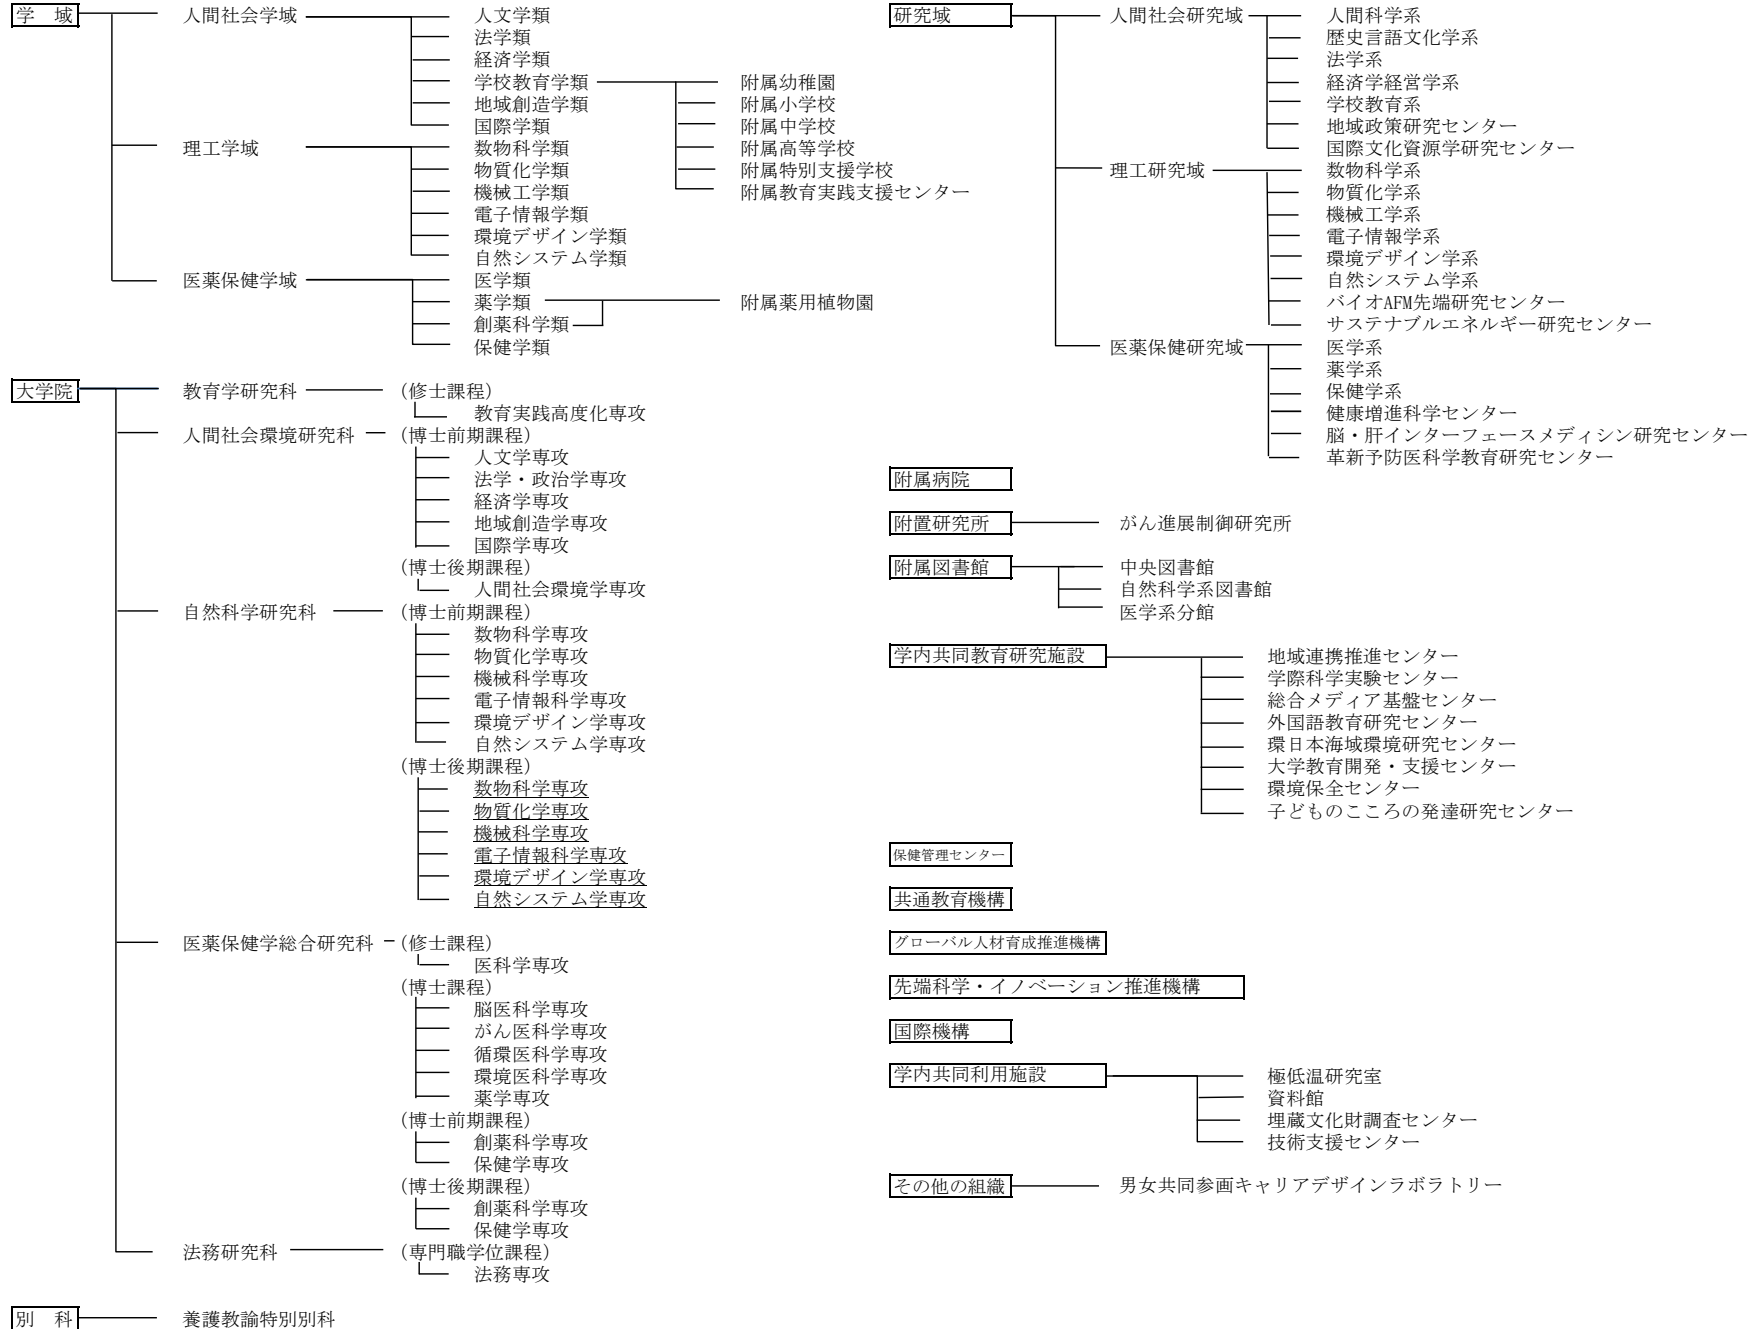 学　域
人間社会学域
人文学類
法学類
経済学類
学校教育学類
附属幼稚園
附属小学校
附属中学校
附属高等学校
附属特別支援学校
附属教育実践支援センター
地域創造学類
国際学類
理工学域
数物科学類
物質化学類
機械工学類
電子情報学類
環境デザイン学類
自然システム学類
医薬保健学域
医学類
薬学類
附属薬用植物園
創薬科学類
保健学類
大学院
教育学研究科
(修士課程)
教育実践高度化専攻
人間社会環境研究科
(博士前期課程)
人文学専攻
法学・政治学専攻
経済学専攻
地域創造学専攻
国際学専攻
(博士後期課程)
人間社会環境学専攻
自然科学研究科
(博士前期課程)
数物科学専攻
物質化学専攻
機械科学専攻
電子情報科学専攻
環境デザイン学専攻
自然システム学専攻
(博士後期課程)
数物科学専攻
物質化学専攻
機械科学専攻
電子情報科学専攻
環境デザイン学専攻
自然システム学専攻
医薬保健学総合研究科
(修士課程)
医科学専攻
(博士課程)
脳医科学専攻
がん医科学専攻
循環医科学専攻
環境医科学専攻
薬学専攻
(博士前期課程)
創薬科学専攻
保健学専攻
(博士後期課程)
創薬科学専攻
保健学専攻
法務研究科
(専門職学位課程)
法務専攻
別　科
養護教諭特別別科
研究域
人間社会研究域
人間科学系
歴史言語文化学系
法学系
経済学経営学系
学校教育系
地域政策研究センター
国際文化資源学研究センター
理工研究域
数物科学系
物質化学系
機械工学系
電子情報学系
環境デザイン学系
自然システム学系
バイオAFM先端研究センター
サステナブルエネルギー研究センター
医薬保健研究域
医学系
薬学系
保健学系
健康増進科学センター
脳・肝インターフェースメディシン研究センター
革新予防医科学教育研究センター
附属病院
附置研究所
がん進展制御研究所
附属図書館
中央図書館
自然科学系図書館
医学系分館
学内共同教育研究施設
地域連携推進センター
学際科学実験センター
総合メディア基盤センター
外国語教育研究センター
環日本海域環境研究センター
大学教育開発・支援センター
環境保全センター
子どものこころの発達研究センター
保健管理センター
共通教育機構
グローバル人材育成推進機構
先端科学・イノベーション推進機構
国際機構
学内共同利用施設
極低温研究室
資料館
埋蔵文化財調査センター
技術支援センター
その他の組織
男女共同参画キャリアデザインラボラトリー